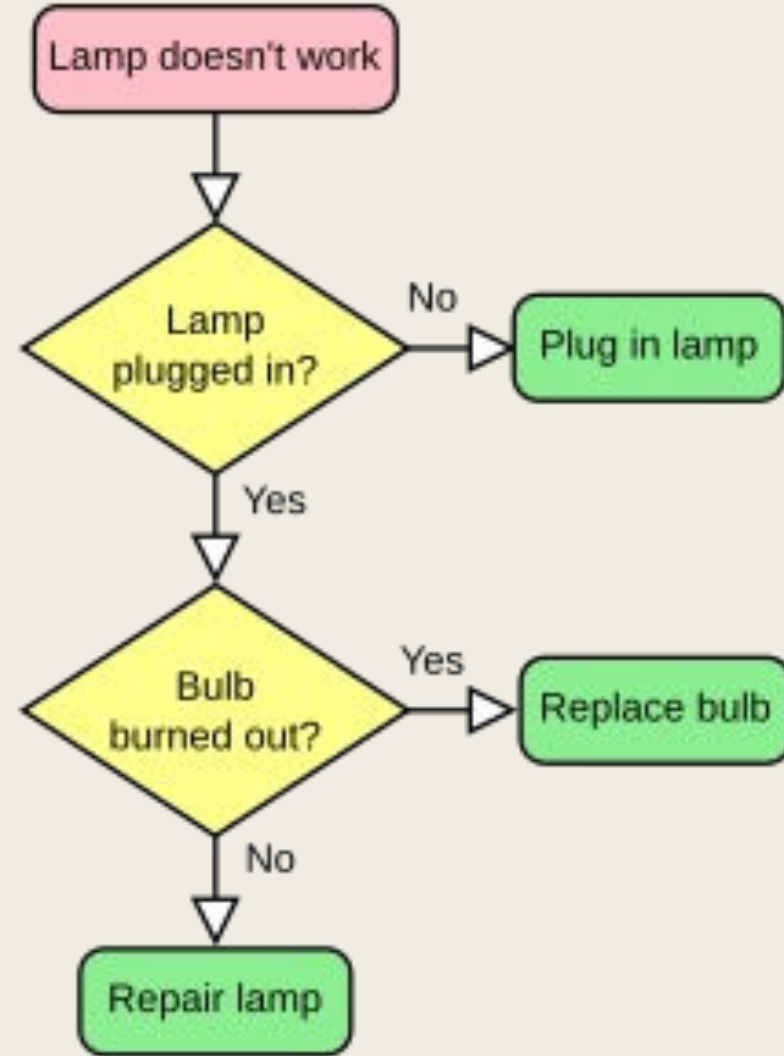 Lamp doesn't work
Lamp
plugged in?
No
Plug in lamp
Yes
Bulb
burned out?
Yes
Replace bulb
No
Repair lamp